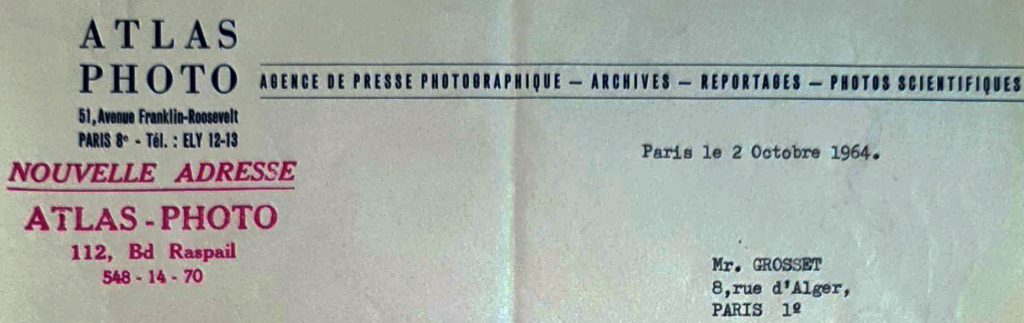 ATLAS
PHOTO
AGENCE DE PRESSE PHOTOGRAPHIQUE — ARCHIVES — REPORTAGES — PHOTOS SCIENTIFIQUES
51, Avenue Franklin-Roosevelt
PARIS 8e - Tél. : ELY 12-13
NOUVELLE ADRESSE
ATLAS - PHOTO
112, Bd Raspail
548 - 14 - 70
Paris le 2 Octobre 1964.
Mr. GROSSET
8,rue d'Alger,
PARIS 1º